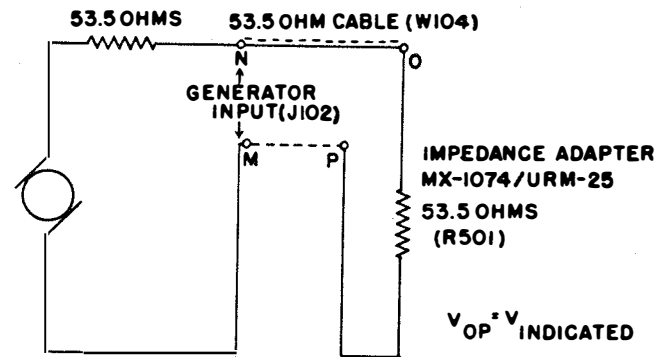 53.5 OHMS
53.5 OHM CABLE (W104)
N
O
GENERATOR
INPUT(J102)
M
P
IMPEDANCE ADAPTER
MX-1074/URM-25
53.5 OHMS
(R501)
VOP = VINDICATED